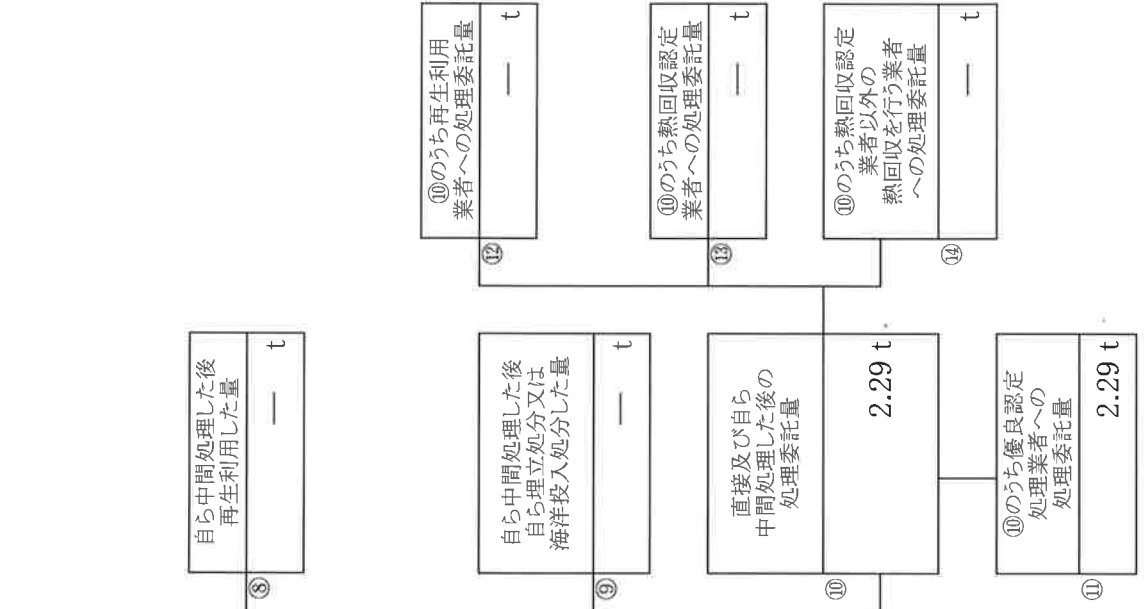 ⑧
自ら中間処理した後
再生利用した量
― t
⑨
自ら中間処理した後
自ら埋立処分又は
海洋投入処分した量
― t
⑩
直接及び自ら
中間処理した後の
処理委託量
2.29 t
⑪
⑩のうち優良認定
処理業者への
処理委託量
2.29 t
⑫
⑩のうち再生利用
業者への処理委託量
― t
⑬
⑩のうち熱回収認定
業者への処理委託量
― t
⑭
⑩のうち熱回収認定
業者以外の
熱回収を行う業者
への処理委託量
― t